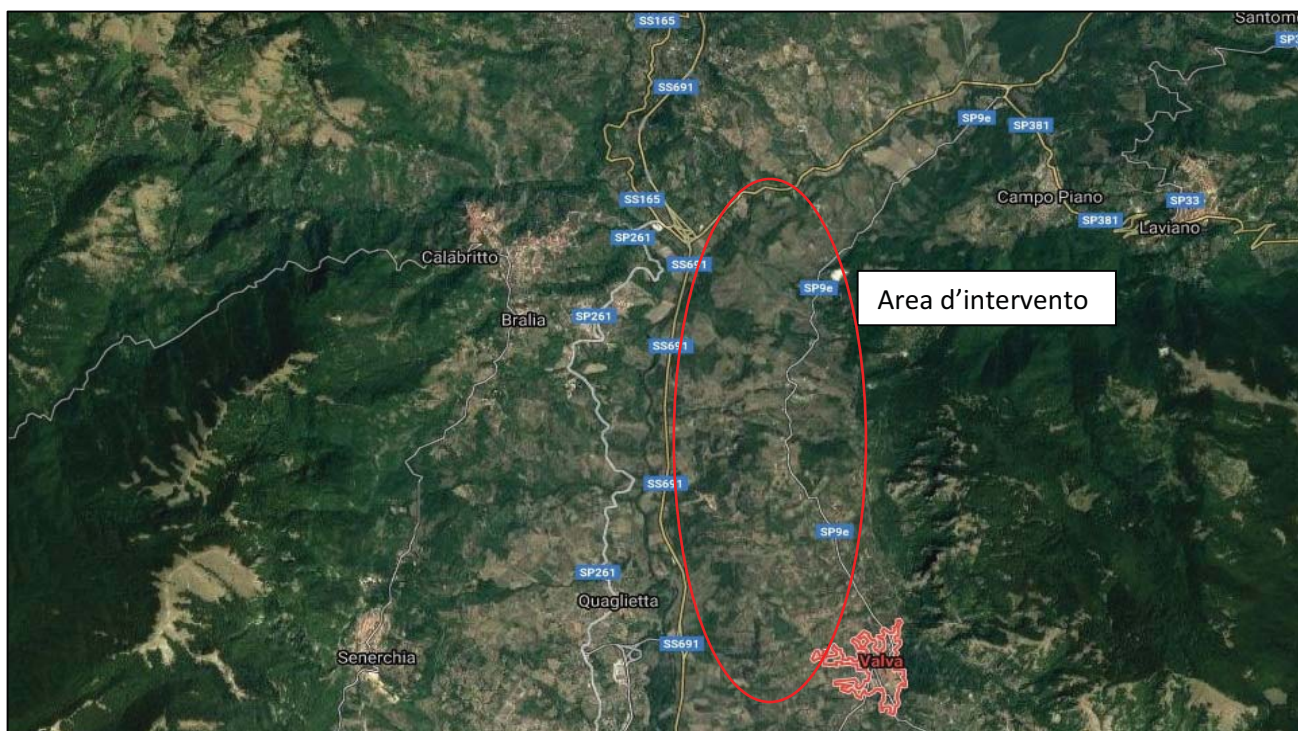 SS165
Santom
SP3
SS691
SP9e
SP381
SS165
Campo Piano
SP33
SP381
Laviano
SP261
Calabritto
SS691
SP9e
Area d’intervento
SP261
Bralia
SS691
SS691
SP9e
SP261
Quaglietta
SS691
Senerchia
Valva